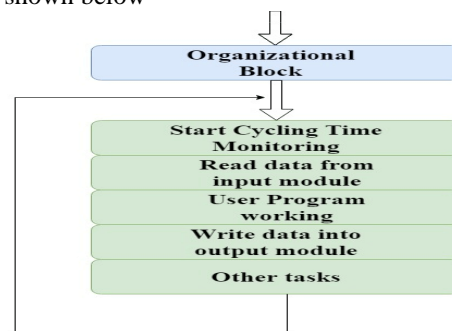 shown below
Organizational
Block
Start Cycling Time
Monitoring
Read data from
input module
User Program
working
Write data into
output module
Other tasks